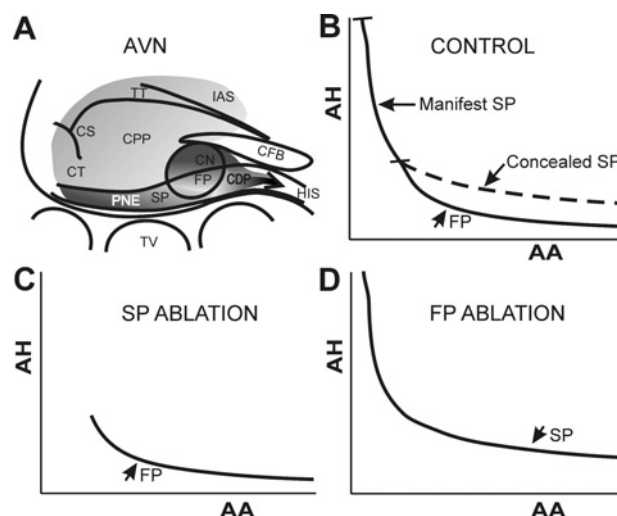 A
AVN
TT
IAS
CS
CPP
CFB
CT
CN
FP
CDP
PNE
SP
HIS
TV
B
CONTROL
AH
Manifest SP
Concealed SP
FP
AA
C
SP ABLATION
AH
FP
AA
D
FP ABLATION
AH
SP
AA